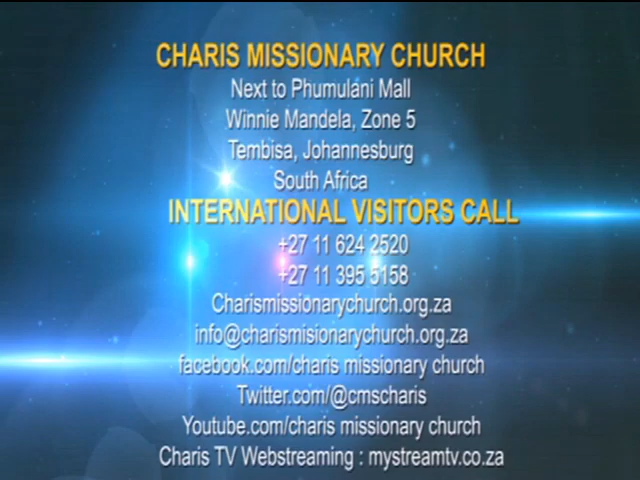 CHARIS MISSIONARY CHURCH
Next to Phumulani Mall
Winnie Mandela, Zone 5
Tembisa, Johannesburg
South Africa
INTERNATIONAL VISITORS CALL
+27 11 624 2520
+27 11 395 5158
Charismissionarychurch.org.za
info@charismisionarychurch.org.za
facebook.com/charis missionary church
Twitter.com/@cmscharis
Youtube.com/charis missionary church
Charis TV Webstreaming : mystreamtv.co.za